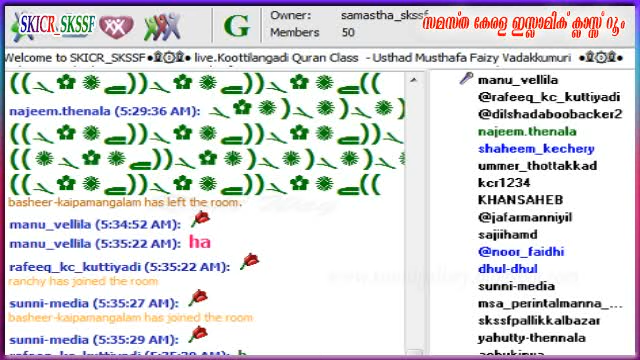 SKICR_SKSSF
G
Owner: samastha_skssf
Members 50
സമസ്ത കേരള ഇസ്ലാമിക് ക്ലാസ്സ് റൂം
Welcome to SKICR_SKSSF●۩۞۩● live.Koottilangadi Quran Class - Usthad Musthafa Faizy Vadakkumuri
najeem.thenala (5:29:36 AM):
basheer-kaipamangalam has left the room.
manu_vellila (5:34:52 AM):
manu_vellila (5:35:22 AM): ha
rafeeq_kc_kuttiyadi (5:35:22 AM):
ranchy has joined the room
sunni-media (5:35:27 AM):
basheer-kaipamangalam has joined the room
sunni-media (5:35:29 AM):
manu_vellila
@rafeeq_kc_kuttiyadi
@dilshadaboobacker2
najeem.thenala
shaheem_kechery
ummer_thottakkad
kcr1234
KHANSAHEB
@jafarmanniyil
sajihamd
@noor_faidhi
dhul-dhul
sunni-media
msa_perintalmanna_...
skssfpallikkalbazar
yahutty-thennala